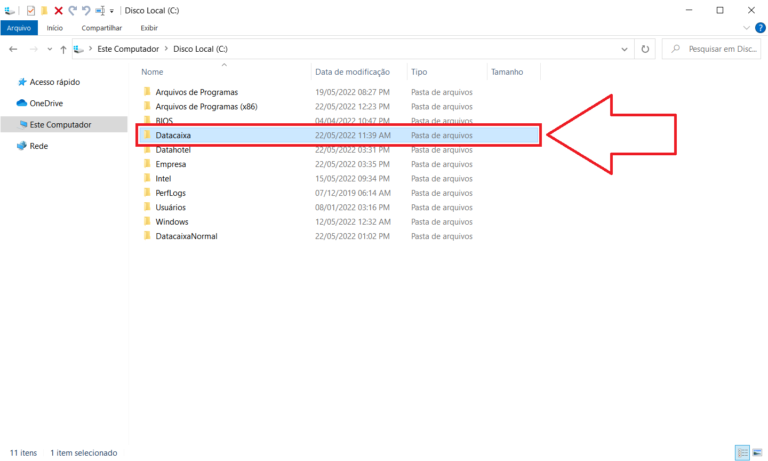 Disco Local (C:)
Arquivo Início Compartilhar Exibir
Este Computador Disco Local (C:) Pesquisar em Disc...
Nome Data de modificação Tipo Tamanho
Acesso rápido
OneDrive
Este Computador
Rede
Arquivos de Programas 19/05/2022 08:27 PM Pasta de arquivos
Arquivos de Programas (x86) 22/05/2022 12:23 PM Pasta de arquivos
BIOS 04/04/2022 10:47 PM Pasta de arquivos
Datacaixa 22/05/2022 11:39 AM Pasta de arquivos
Datahotel 22/05/2022 03:31 PM Pasta de arquivos
Empresa 22/05/2022 03:35 PM Pasta de arquivos
Intel 15/05/2022 09:34 PM Pasta de arquivos
PerfLogs 07/12/2019 06:14 AM Pasta de arquivos
Usuários 08/01/2022 03:16 PM Pasta de arquivos
Windows 12/05/2022 12:32 AM Pasta de arquivos
DatacaixaNormal 22/05/2022 01:02 PM Pasta de arquivos
11 itens 1 item selecionado